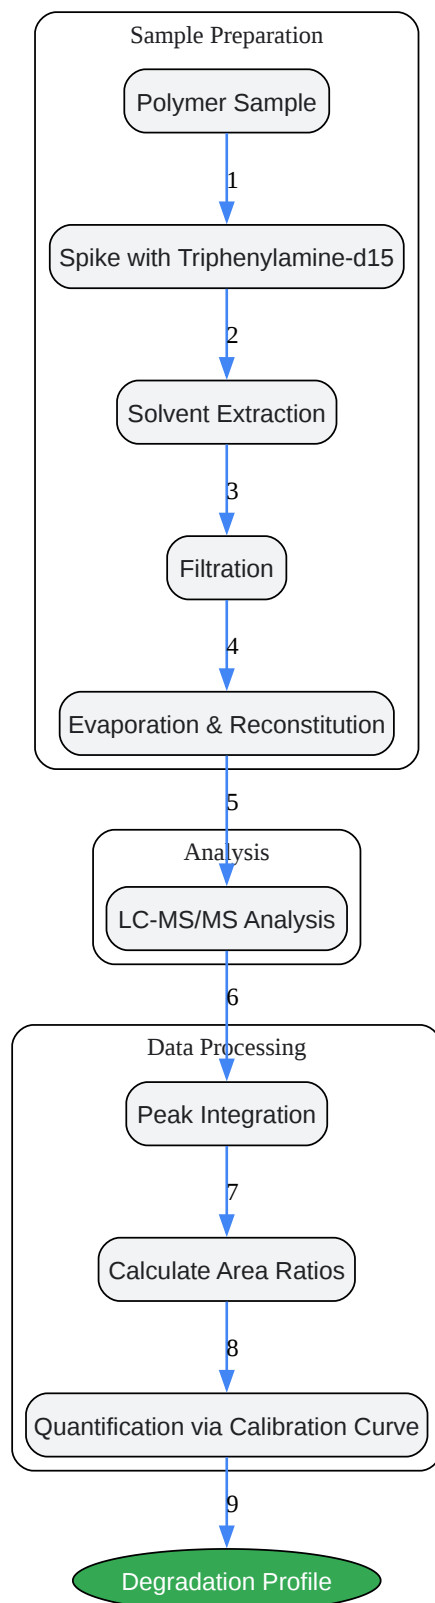 Sample Preparation
Polymer Sample
1
Spike with Triphenylamine-d15
2
Solvent Extraction
3
Filtration
4
Evaporation & Reconstitution
5
Analysis
LC-MS/MS Analysis
6
Data Processing
Peak Integration
7
Calculate Area Ratios
8
Quantification via Calibration Curve
9
Degradation Profile